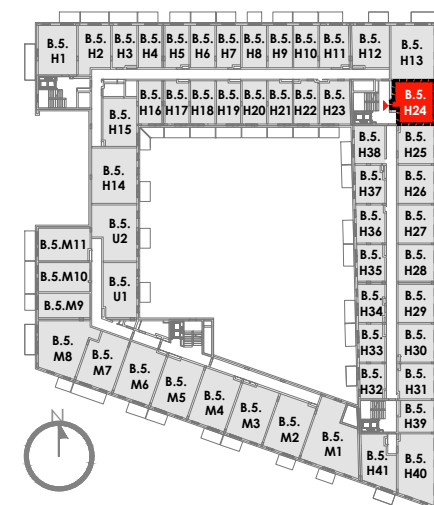 B.5.
H1
B.5.
H2
B.5.
H3
B.5.
H4
B.5.
H5
B.5.
H6
B.5.
H7
B.5.
H8
B.5.
H9
B.5.
H10
B.5.
H11
B.5.
H12
B.5.
H13
B.5.
H15
B.5.
H16
B.5.
H17
B.5.
H18
B.5.
H19
B.5.
H20
B.5.
H21
B.5.
H22
B.5.
H23
B.5.
H24
B.5.
H38
B.5.
H25
B.5.
H14
B.5.
H37
B.5.
H26
B.5.
U2
B.5.
H36
B.5.
H27
B.5.M11
B.5.
H35
B.5.
H28
B.5.M10
B.5.
U1
B.5.
H34
B.5.
H29
B.5.M9
B.5.
H33
B.5.
H30
B.5.
M8
B.5.
M7
B.5.
M6
B.5.
M5
B.5.
M4
B.5.
M3
B.5.
M2
B.5.
M1
B.5.
H32
B.5.
H31
B.5.
H39
B.5.
H41
B.5.
H40
N